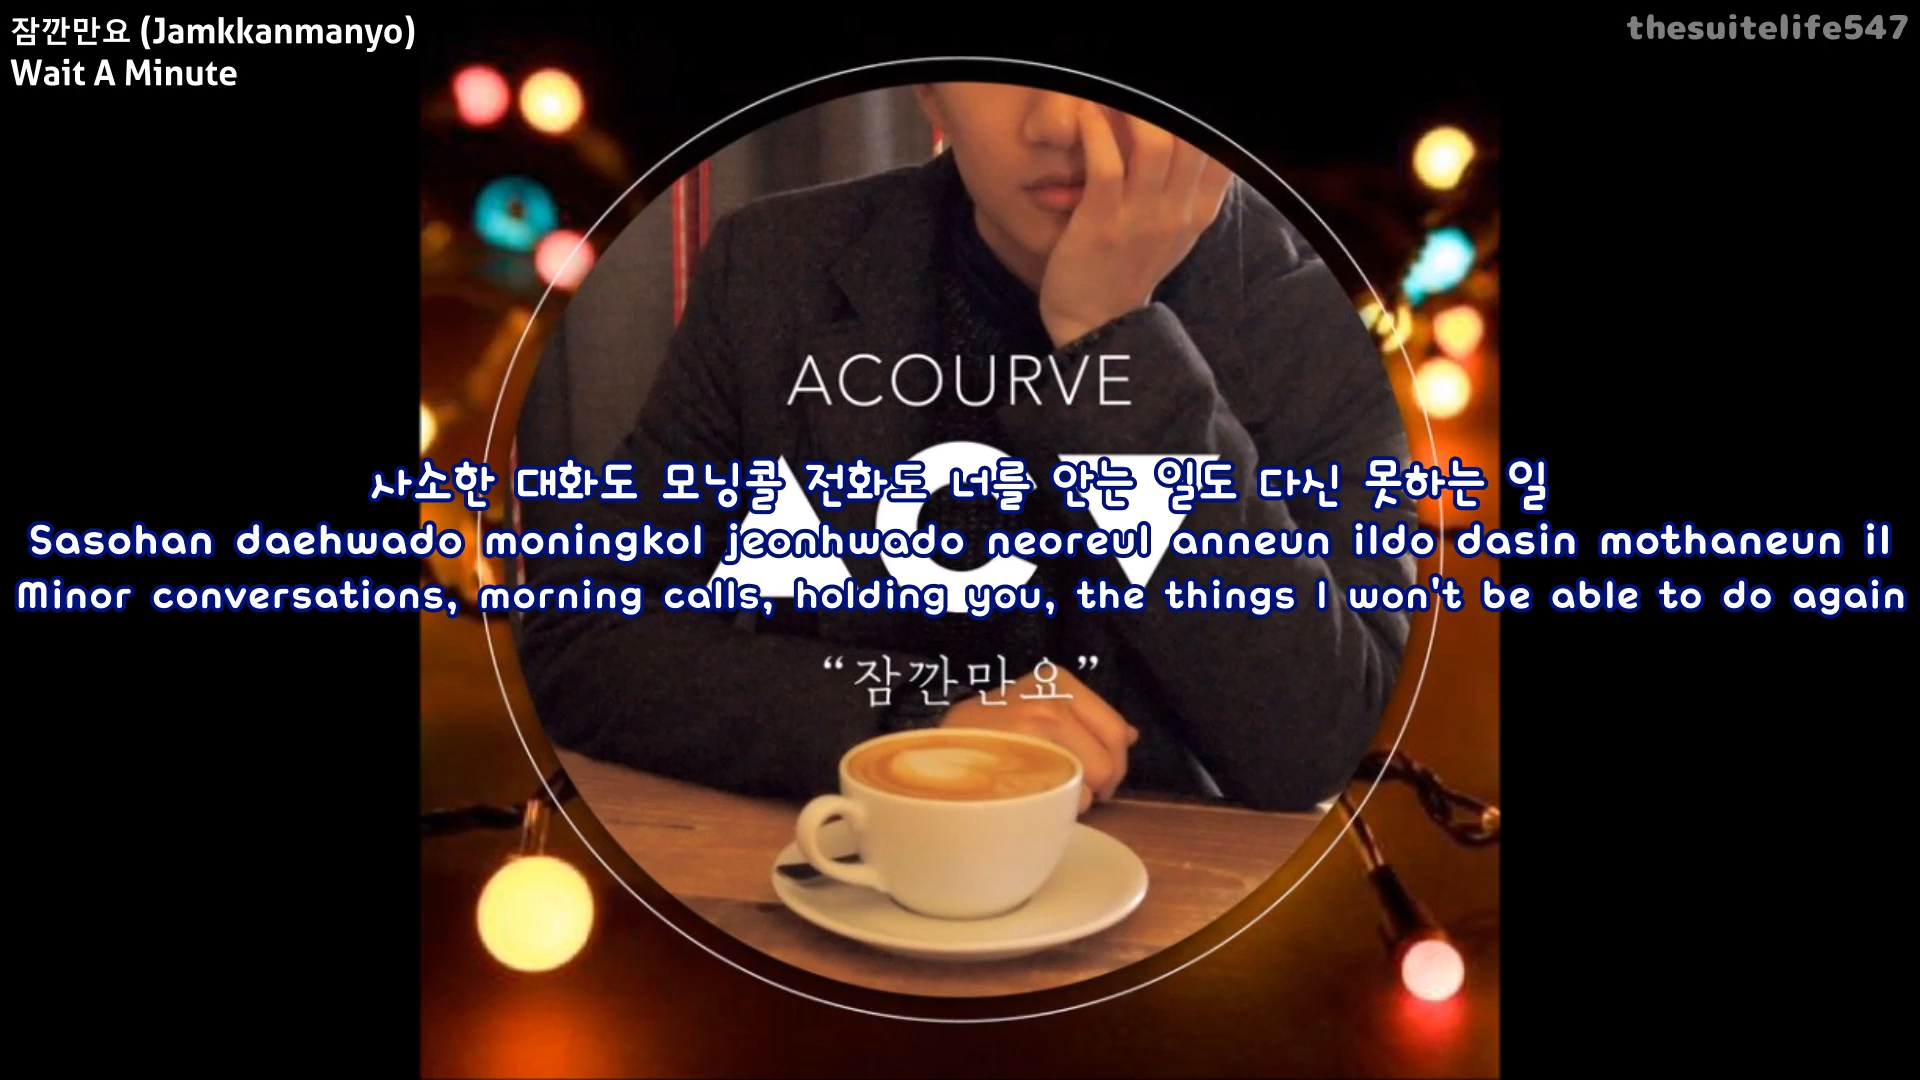 잠깐만요 (Jamkkanmanyo)
Wait A Minute
thesuitelife547
ACOURVE
ACV
사소한 대화도 모닝콜 전화도 너를 안는 일도 다신 못하는 일
Sasohan daehwado moningkol jeonhwado neoreul anneun ildo dasin mothaneun il
Minor conversations, morning calls, holding you, the things I won't be able to do again
“잠깐만요”